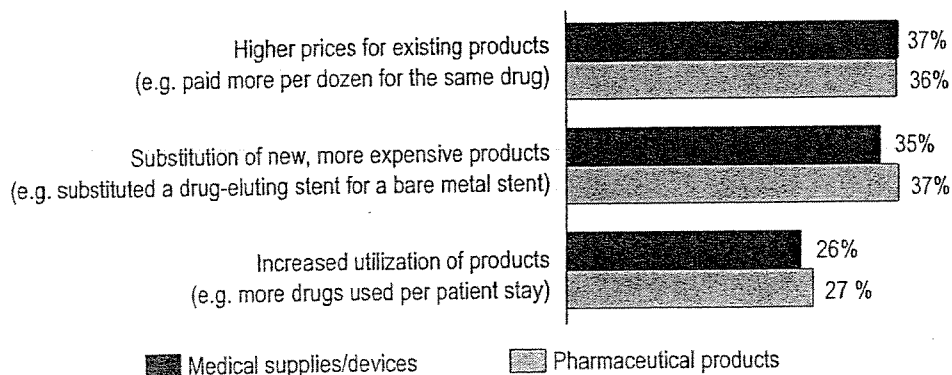 Higher prices for existing products
(e.g. paid more per dozen for the same drug)
37%
36%
Substitution of new, more expensive products
(e.g. substituted a drug-eluting stent for a bare metal stent)
35%
37%
Increased utilization of products
(e.g. more drugs used per patient stay)
26%
27 %
Medical supplies/devices
Pharmaceutical products